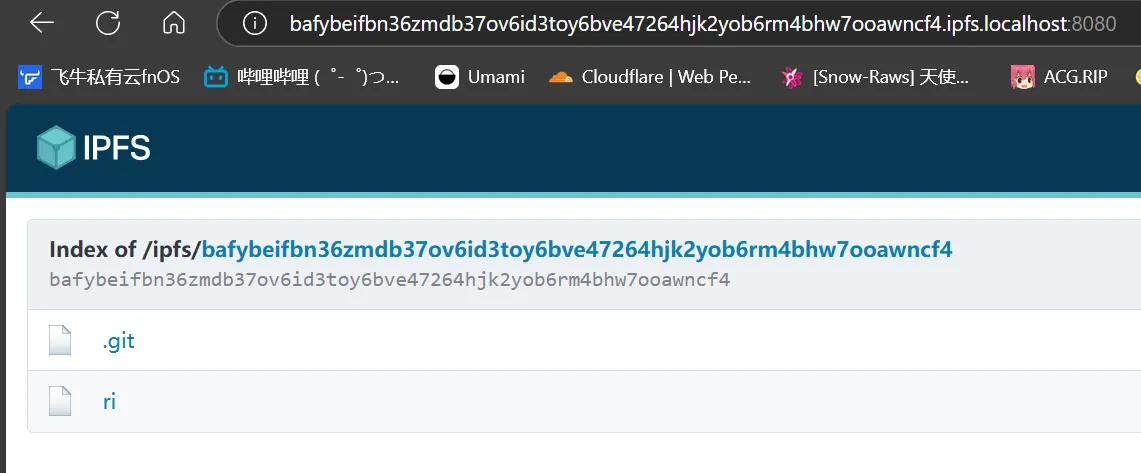 bafybeifbn36zmdb37ov6id3toy6bve47264hjk2yob6rm4bhw7ooawncf4.ipfs.localhost:8080
飞牛私有云fnOS 哔哩哔哩 (゜-゜)つ... Umami Cloudflare | Web Pe... [Snow-Raws] 天使... ACG.RIP
IPFS
Index of /ipfs/bafybeifbn36zmdb37ov6id3toy6bve47264hjk2yob6rm4bhw7ooawncf4
bafybeifbn36zmdb37ov6id3toy6bve47264hjk2yob6rm4bhw7ooawncf4
.git
ri